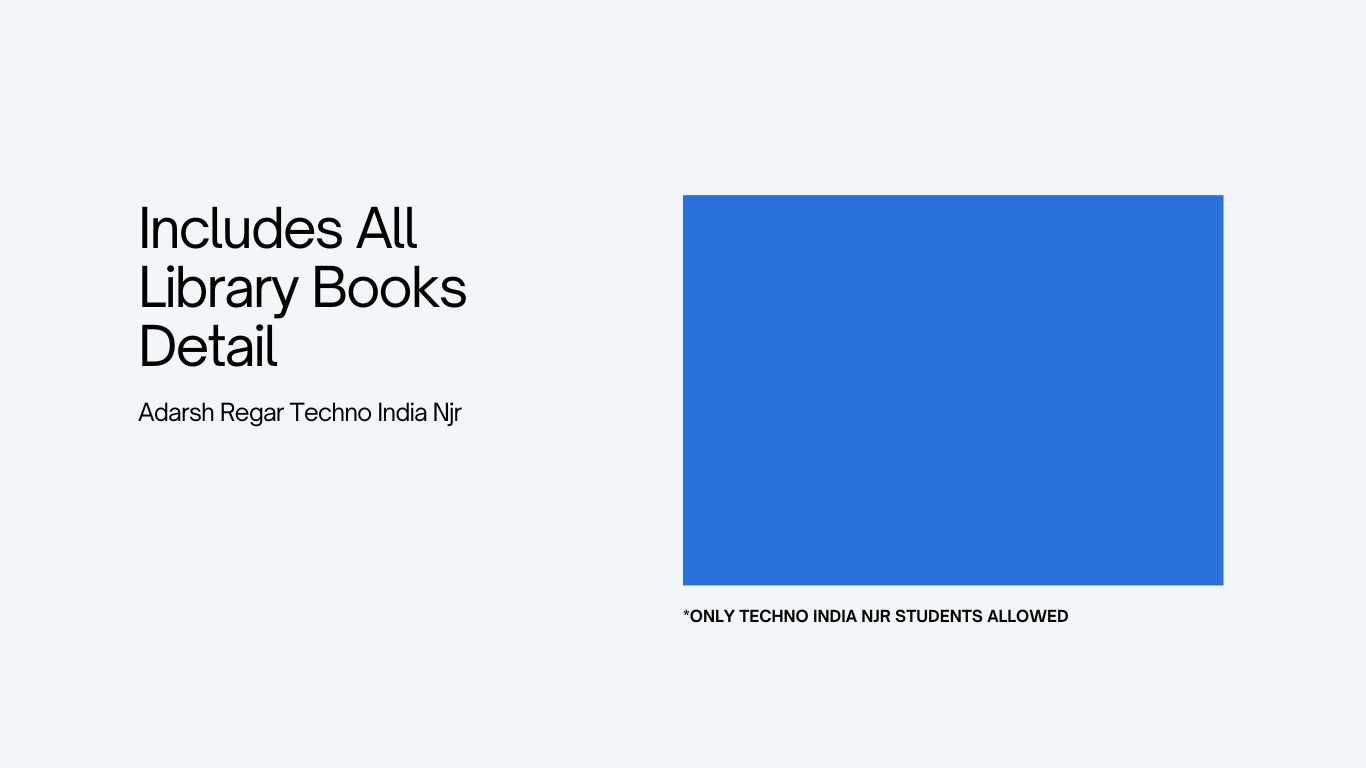 Includes All
Library Books
Detail
Adarsh Regar Techno India Njr
*ONLY TECHNO INDIA NJR STUDENTS ALLOWED